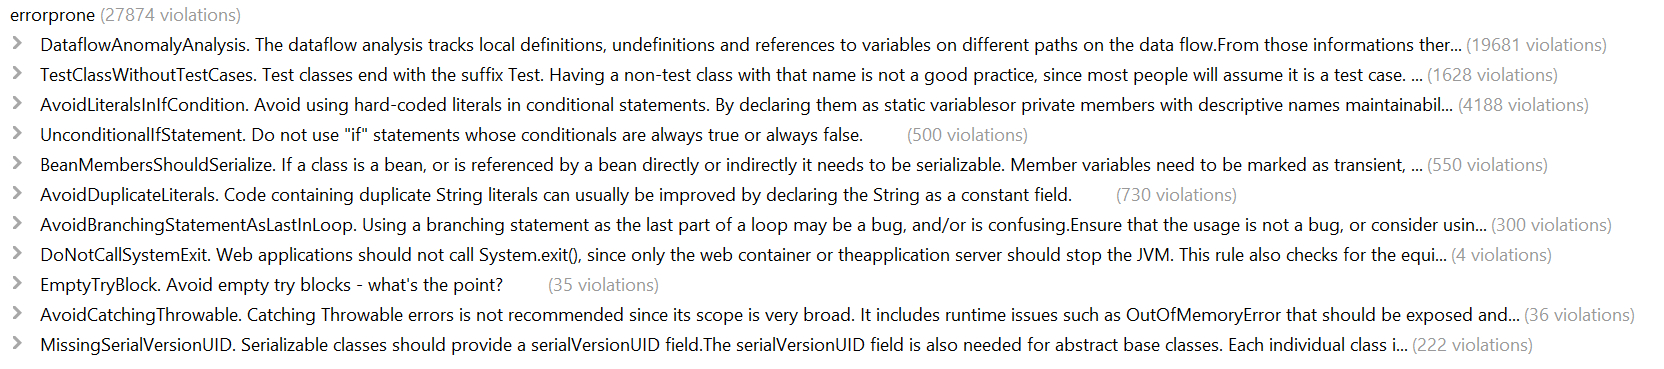 errorprone (27874 violations)
DataflowAnomalyAnalysis. The dataflow analysis tracks local definitions, undefinitions and references to variables on different paths on the data flow.From those informations ther... (19681 violations)
TestClassWithoutTestCases. Test classes end with the suffix Test. Having a non-test class with that name is not a good practice, since most people will assume it is a test case. ... (1628 violations)
AvoidLiteralsInIfCondition. Avoid using hard-coded literals in conditional statements. By declaring them as static variablesor private members with descriptive names maintainabil... (4188 violations)
UnconditionalIfStatement. Do not use "if" statements whose conditionals are always true or always false. (500 violations)
BeanMembersShouldSerialize. If a class is a bean, or is referenced by a bean directly or indirectly it needs to be serializable. Member variables need to be marked as transient, ... (550 violations)
AvoidDuplicateLiterals. Code containing duplicate String literals can usually be improved by declaring the String as a constant field. (730 violations)
AvoidBranchingStatementAsLastInLoop. Using a branching statement as the last part of a loop may be a bug, and/or is confusing.Ensure that the usage is not a bug, or consider usin... (300 violations)
DoNotCallSystemExit. Web applications should not call System.exit(), since only the web container or theapplication server should stop the JVM. This rule also checks for the equi... (4 violations)
EmptyTryBlock. Avoid empty try blocks - what's the point? (35 violations)
AvoidCatchingThrowable. Catching Throwable errors is not recommended since its scope is very broad. It includes runtime issues such as OutOfMemoryError that should be exposed and... (36 violations)
MissingSerialVersionUID. Serializable classes should provide a serialVersionUID field.The serialVersionUID field is also needed for abstract base classes. Each individual class i... (222 violations)